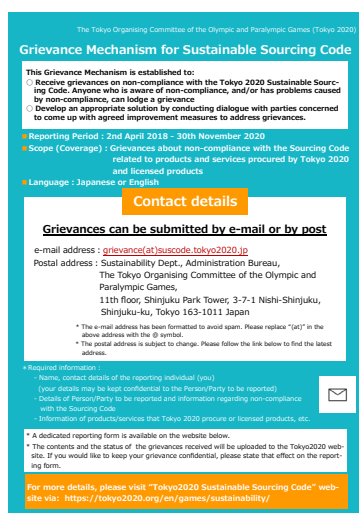 The Tokyo Organising Committee of the Olympic and Paralympic Games (Tokyo 2020)
Grievance Mechanism for Sustainable Sourcing Code
This Grievance Mechanism is established to:
○ Receive grievances on non-compliance with the Tokyo 2020 Sustainable Sourc-
ing Code. Anyone who is aware of non-compliance, and/or has problems caused
by non-compliance, can lodge a grievance
○ Develop an appropriate solution by conducting dialogue with parties concerned
to come up with agreed improvement measures to address grievances.
■Reporting Period : 2nd April 2018 - 30th November 2020
■Scope (Coverage) : Grievances about non-compliance with the Sourcing Code
related to products and services procured by Tokyo 2020
and licensed products
■Language : Japanese or English
Contact details
Grievances can be submitted by e-mail or by post
e-mail address : grievance(at)suscode.tokyo2020.jp
Postal address : Sustainability Dept., Administration Bureau,
The Tokyo Organising Committee of the Olympic and
Paralympic Games,
11th floor, Shinjuku Park Tower, 3-7-1 Nishi-Shinjuku,
Shinjuku-ku, Tokyo 163-1011 Japan
* The e-mail address has been formatted to avoid spam. Please replace "(at)" in the
above address with the @ symbol.
* The postal address is subject to change. Please follow the link below to find the latest
address.
*Required information :
- Name, contact details of the reporting individual (you)
(your details may be kept confidential to the Person/Party to be reported)
- Details of Person/Party to be reported and information regarding non-compliance
with the Sourcing Code
- Information of products/services that Tokyo 2020 procure or licensed products, etc.
* A dedicated reporting form is available on the website below.
* The contents and the status of the grievances received will be uploaded to the Tokyo2020 web-
site. If you would like to keep your grievance confidential, please state that effect on the report-
ing form.
For more details, please visit "Tokyo2020 Sustainable Sourcing Code" web-
site via: https://tokyo2020.org/en/games/sustainability/